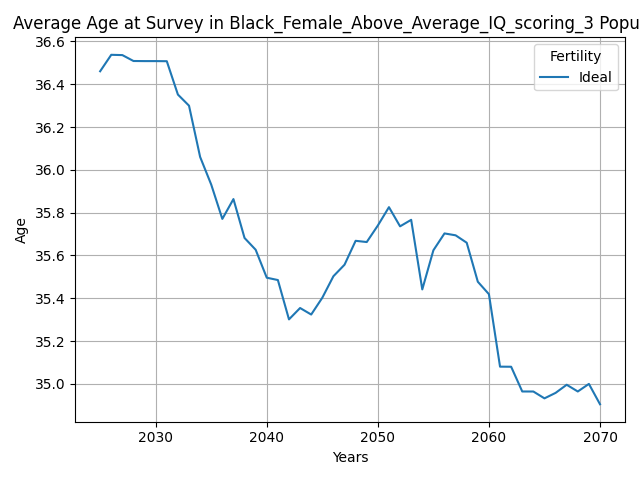 Average Age at Survey in Black_Female_Above_Average_IQ_scoring_3 Popu
Fertility
Ideal
36.6
36.4
36.2
36.0
35.8
35.6
35.4
35.2
35.0
Age
2030 2040 2050 2060 2070
Years